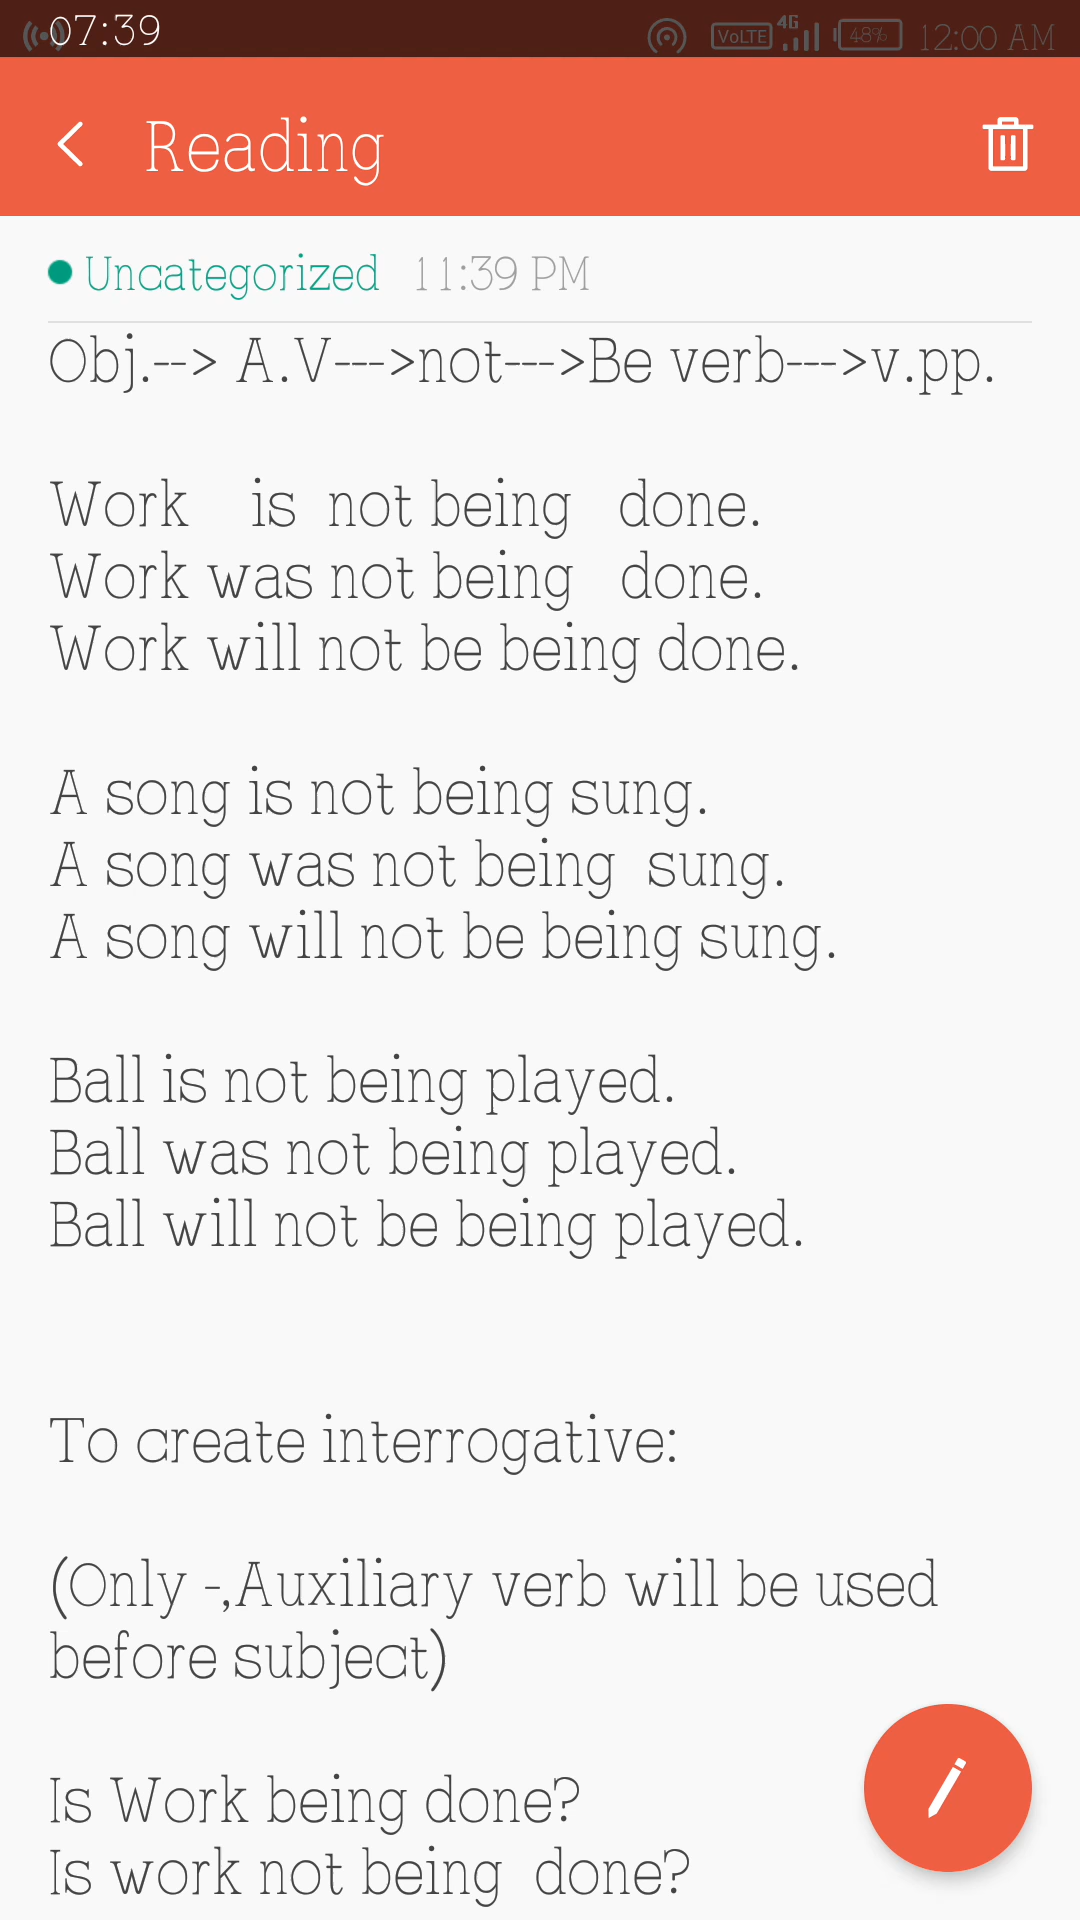 07:39 VoLTE 4G 48% 12:00 AM
Reading
Uncategorized 11:39 PM
Obj.--> A.V--->not--->Be verb--->v.pp.
Work is not being done.
Work was not being done.
Work will not be being done.
A song is not being sung.
A song was not being sung.
A song will not be being sung.
Ball is not being played.
Ball was not being played.
Ball will not be being played.
To create interrogative:
(Only -,Auxiliary verb will be used
before subject)
Is Work being done?
Is work not being done?